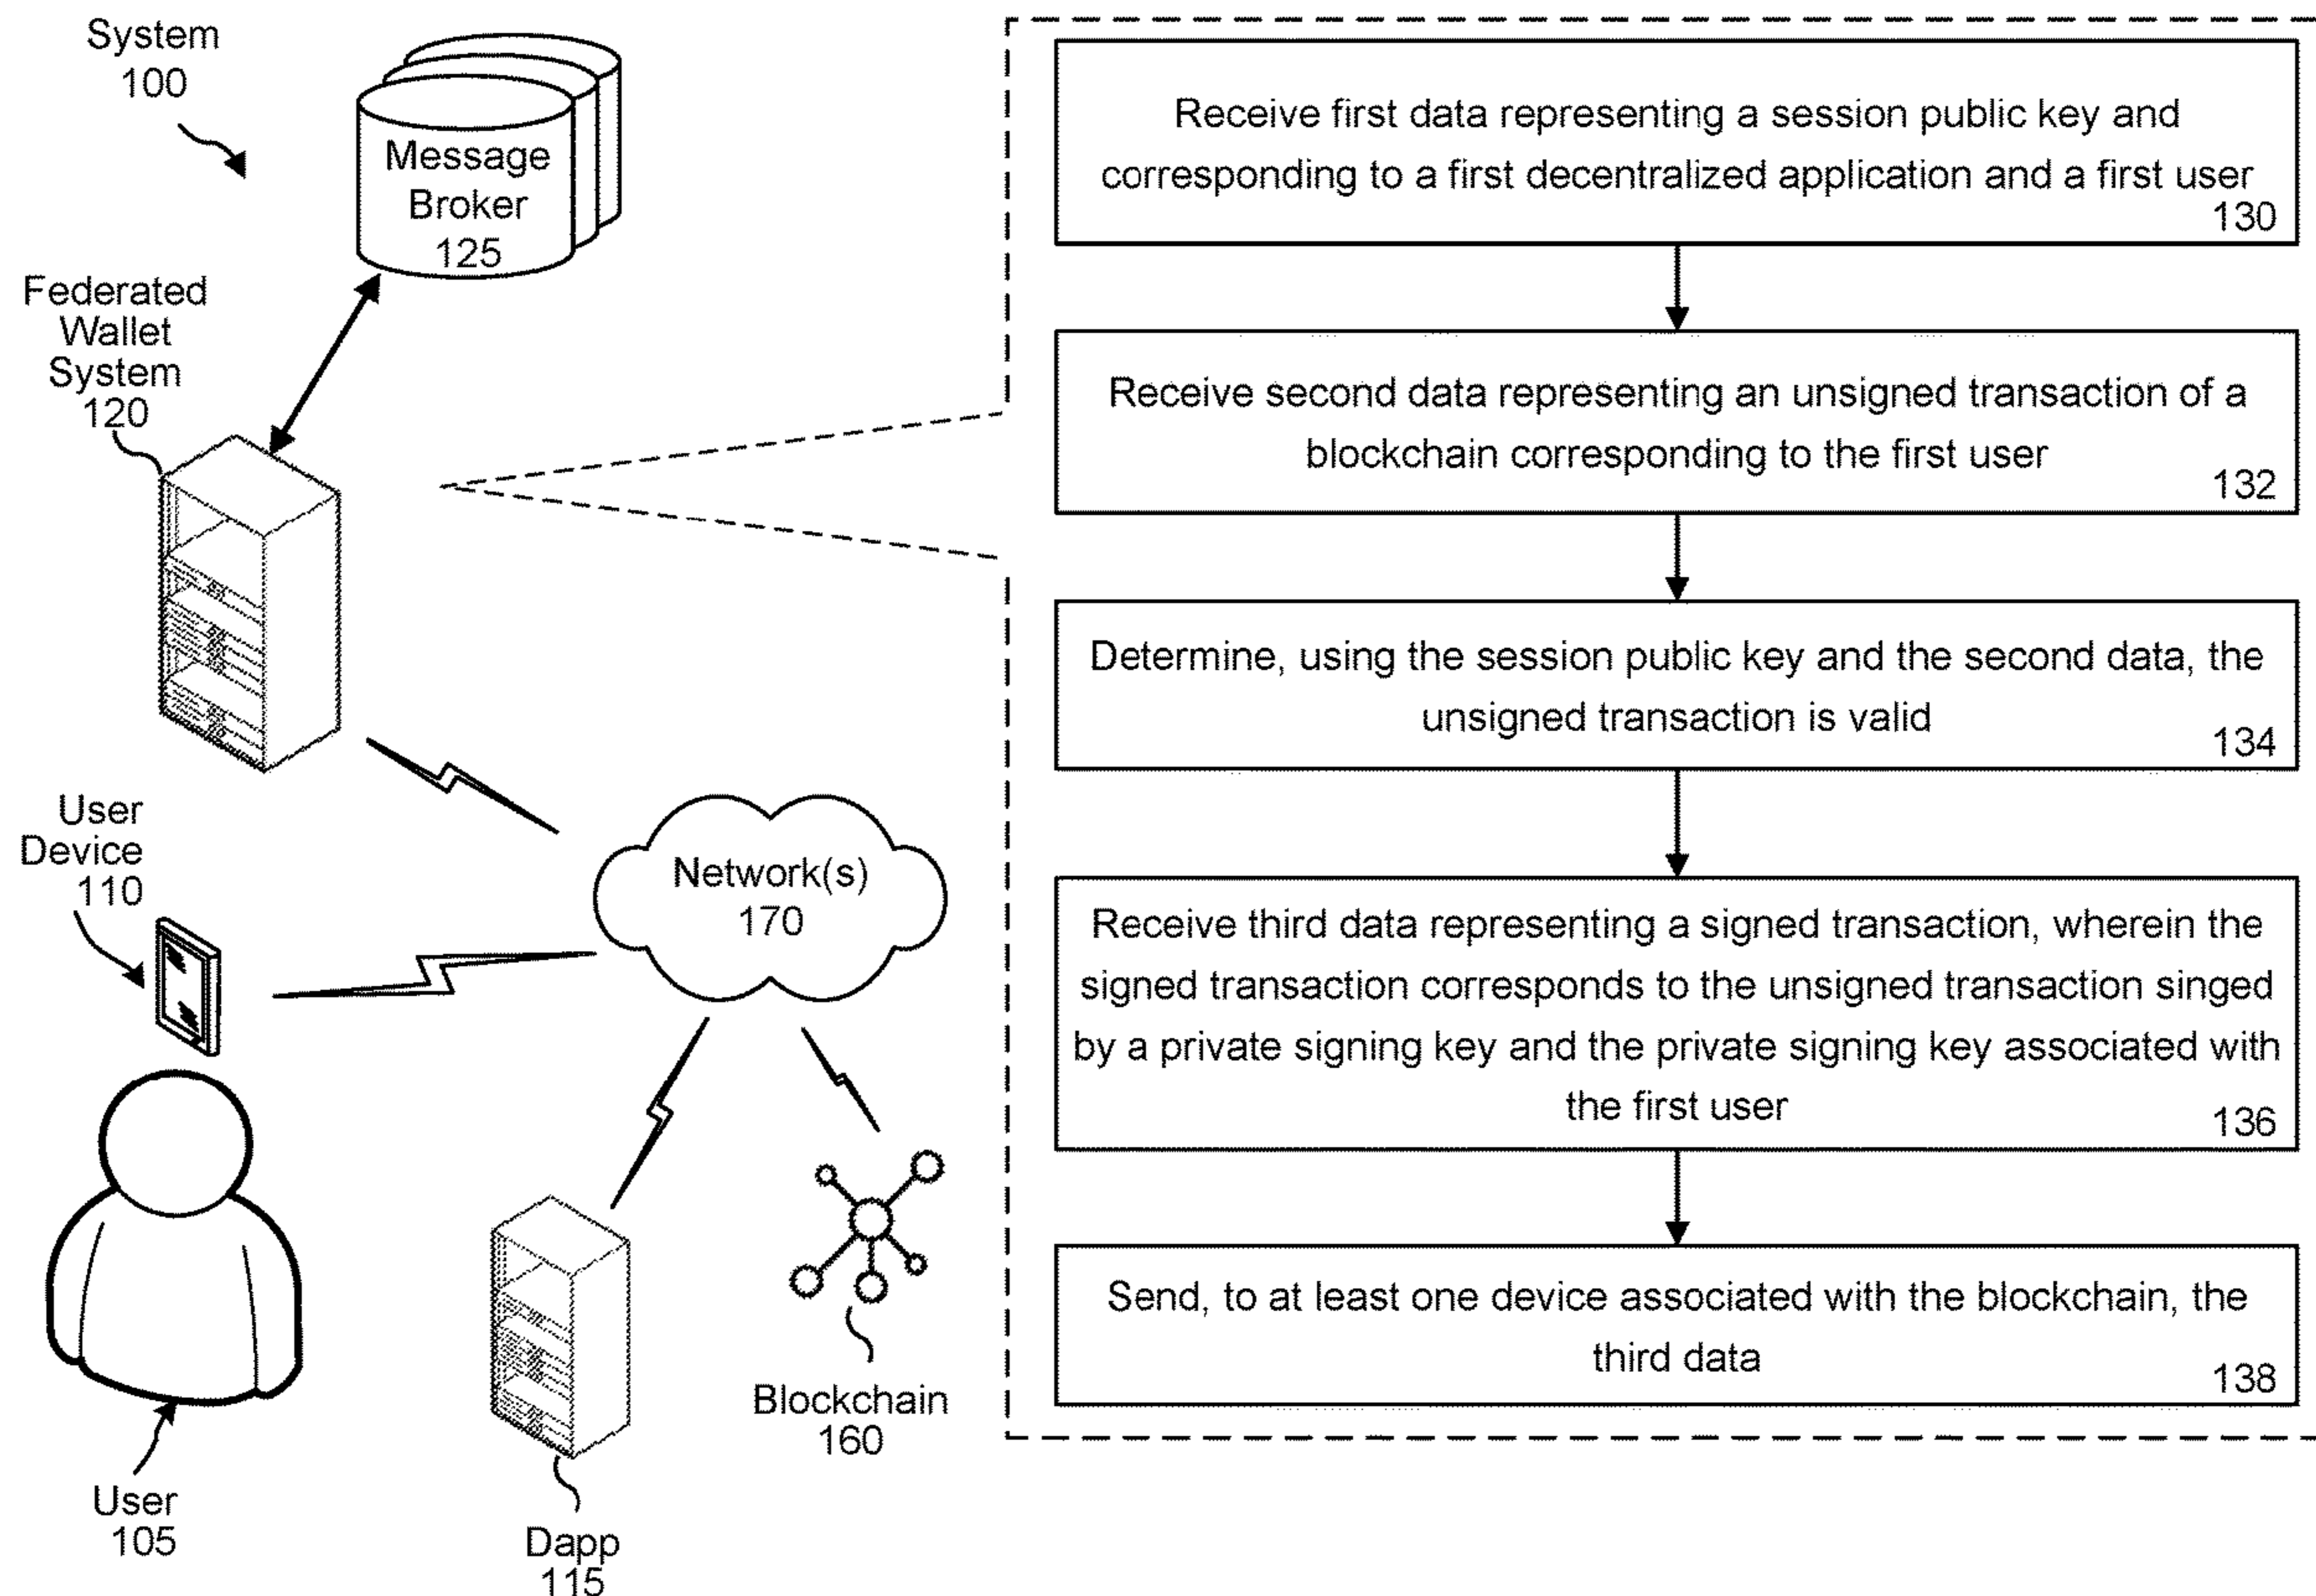 System
100
Message
Broker
125
Federated
Wallet
System
120
User
Device
110
Network(s)
170
Blockchain
160
User
105
Dapp
115
Receive first data representing a session public key and
corresponding to a first decentralized application and a first user
130
Receive second data representing an unsigned transaction of a
blockchain corresponding to the first user
132
Determine, using the session public key and the second data, the
unsigned transaction is valid
134
Receive third data representing a signed transaction, wherein the
signed transaction corresponds to the unsigned transaction singed
by a private signing key and the private signing key associated with
the first user
136
Send, to at least one device associated with the blockchain, the
third data
138